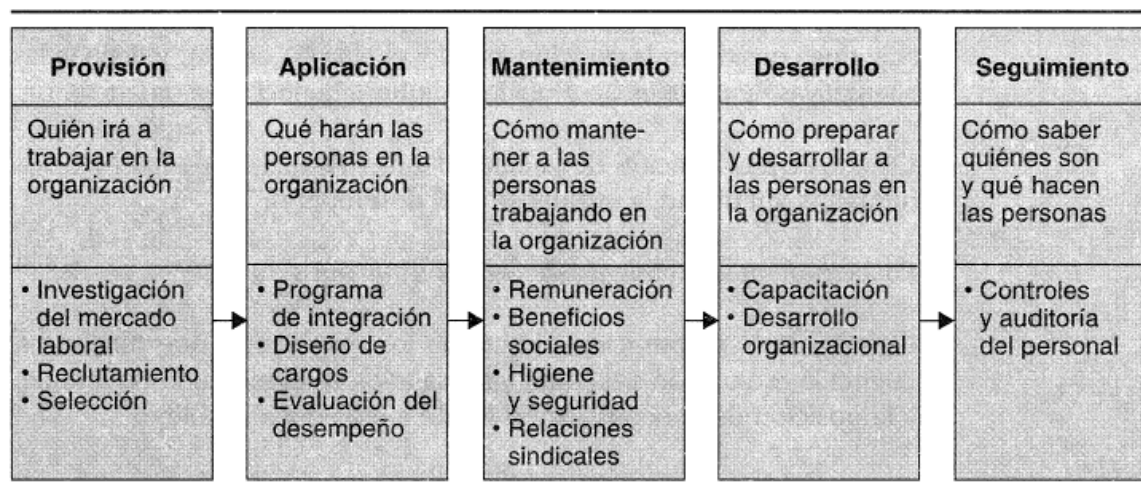 Provisión
Quién irá a
trabajar en la
organización
• Investigación
del mercado
laboral
• Reclutamiento
• Selección
Aplicación
Qué harán las
personas en la
organización
• Programa
de integración
• Diseño de
cargos
• Evaluación del
desempeño
Mantenimiento
Cómo mante-
ner a las
personas
trabajando en
la organización
• Remuneración
• Beneficios
sociales
• Higiene
y seguridad
• Relaciones
sindicales
Desarrollo
Cómo preparar
y desarrollar a
las personas en
la organización
• Capacitación
• Desarrollo
organizacional
Seguimiento
Cómo saber
quiénes son
y qué hacen
las personas
• Controles
y auditoría
del personal